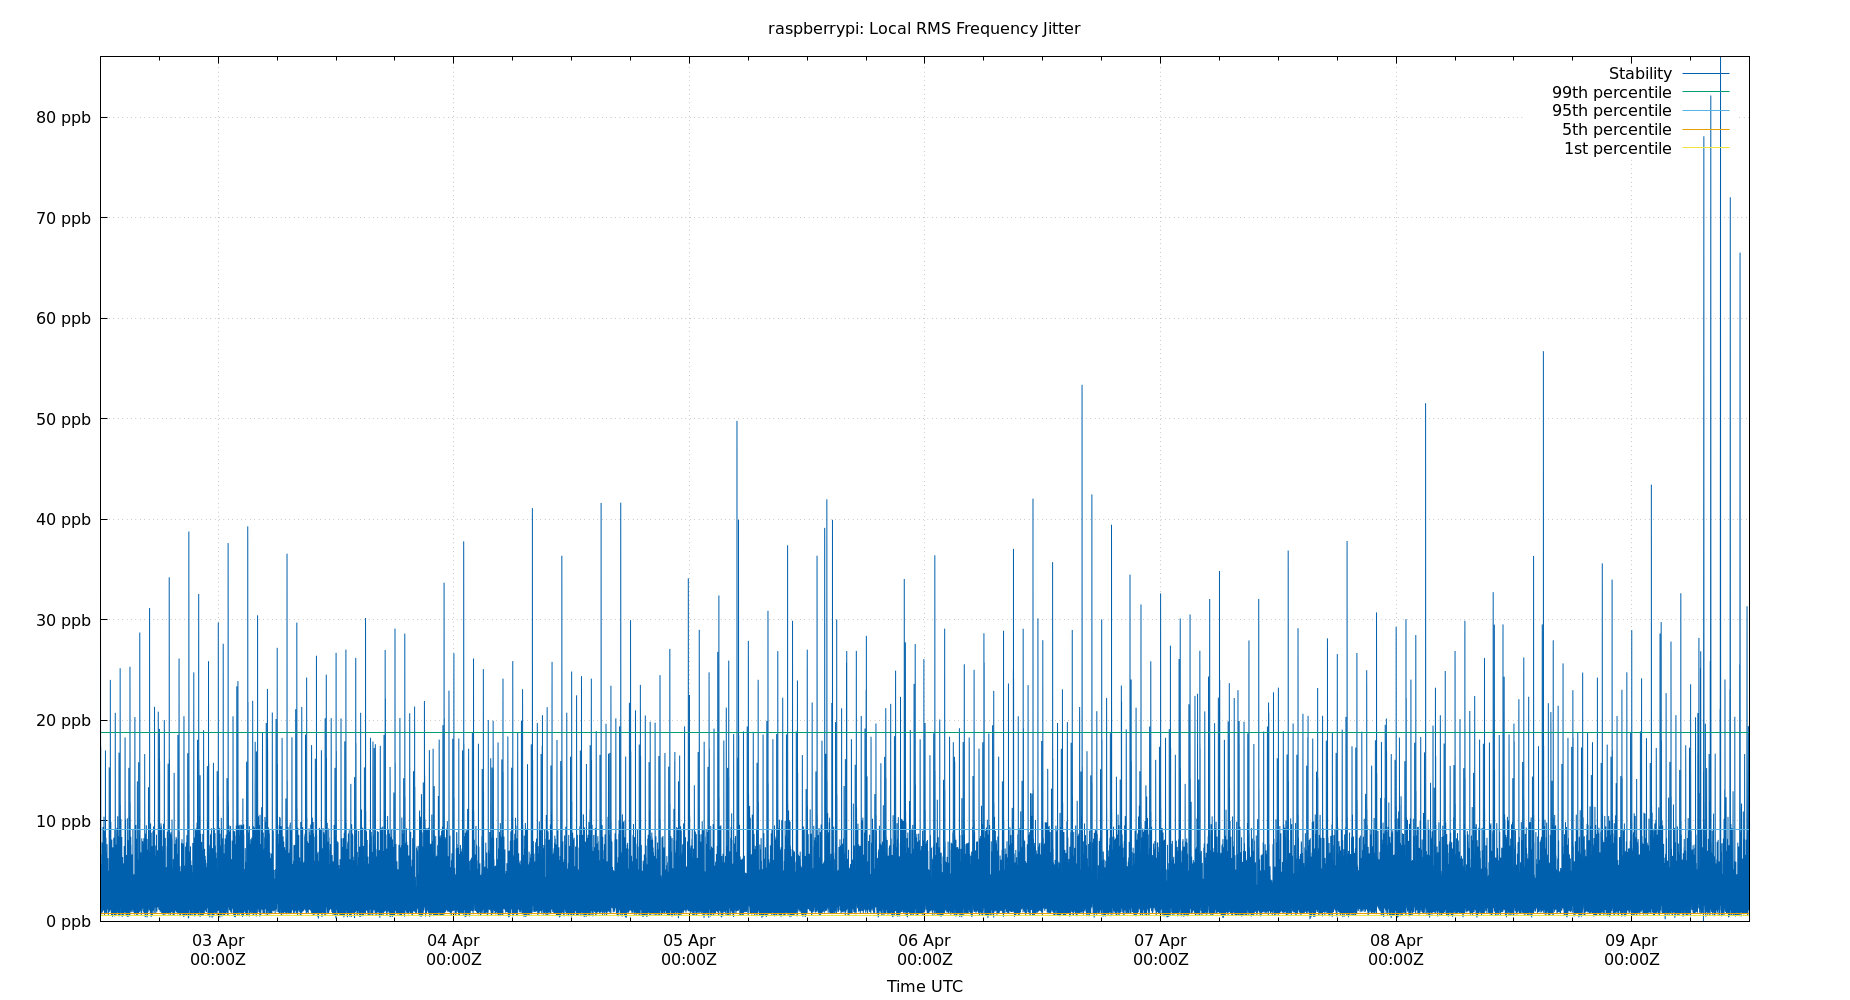 raspberrypi: Local RMS Frequency Jitter
Stability
99th percentile
95th percentile
5th percentile
1st percentile
80 ppb
70 ppb
60 ppb
50 ppb
40 ppb
30 ppb
20 ppb
10 ppb
0 ppb
03 Apr 04 Apr 05 Apr 06 Apr 07 Apr 08 Apr 09 Apr
00:00Z 00:00Z 00:00Z 00:00Z 00:00Z 00:00Z 00:00Z
Time UTC